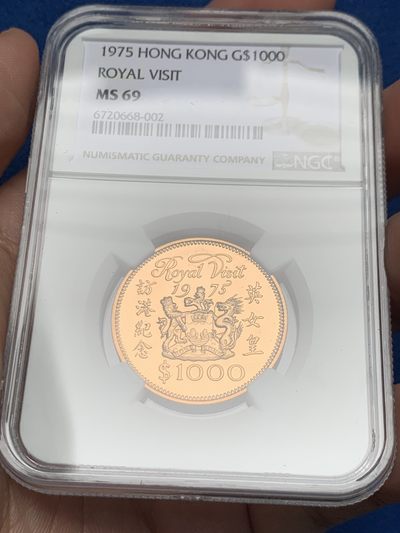 1975 HONG KONG G$1000
ROYAL VISIT
MS 69
6720668-002
NUMISMATIC GUARANTY COMPANY
NGC
Royal Visit
1975
英女皇
訪港紀念
$1000